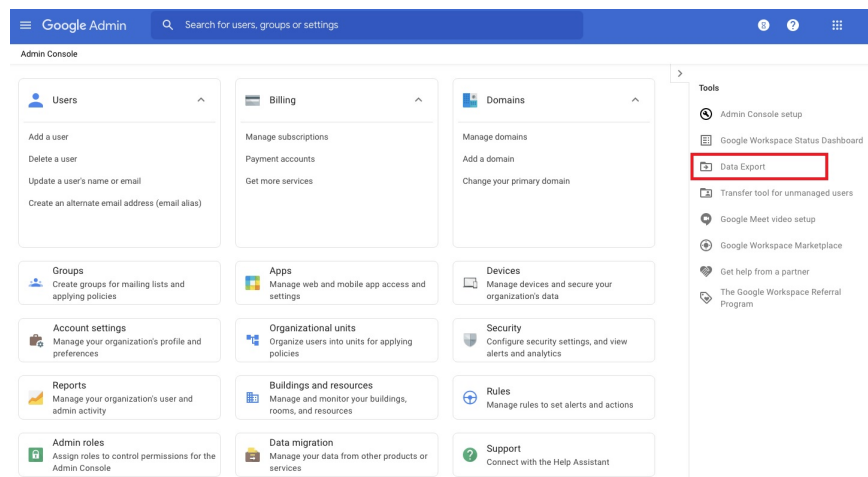 Google Admin
Search for users, groups or settings
Admin Console
Users
Add a user
Delete a user
Update a user's name or email
Create an alternate email address (email alias)
Billing
Manage subscriptions
Payment accounts
Get more services
Domains
Manage domains
Add a domain
Change your primary domain
Groups
Create groups for mailing lists and
applying policies
Apps
Manage web and mobile app access and
settings
Devices
Manage devices and secure your
organization's data
Account settings
Manage your organization's profile and
preferences
Organizational units
Organize users into units for applying
policies
Security
Configure security settings, and view
alerts and analytics
Reports
Manage your organization's user and
admin activity
Buildings and resources
Manage and monitor your buildings,
rooms, and resources
Rules
Manage rules to set alerts and actions
Admin roles
Assign roles to control permissions for the
Admin Console
Data migration
Manage your data from other products or
services
Support
Connect with the Help Assistant
Tools
Admin Console setup
Google Workspace Status Dashboard
Data Export
Transfer tool for unmanaged users
Google Meet video setup
Google Workspace Marketplace
Get help from a partner
The Google Workspace Referral
Program